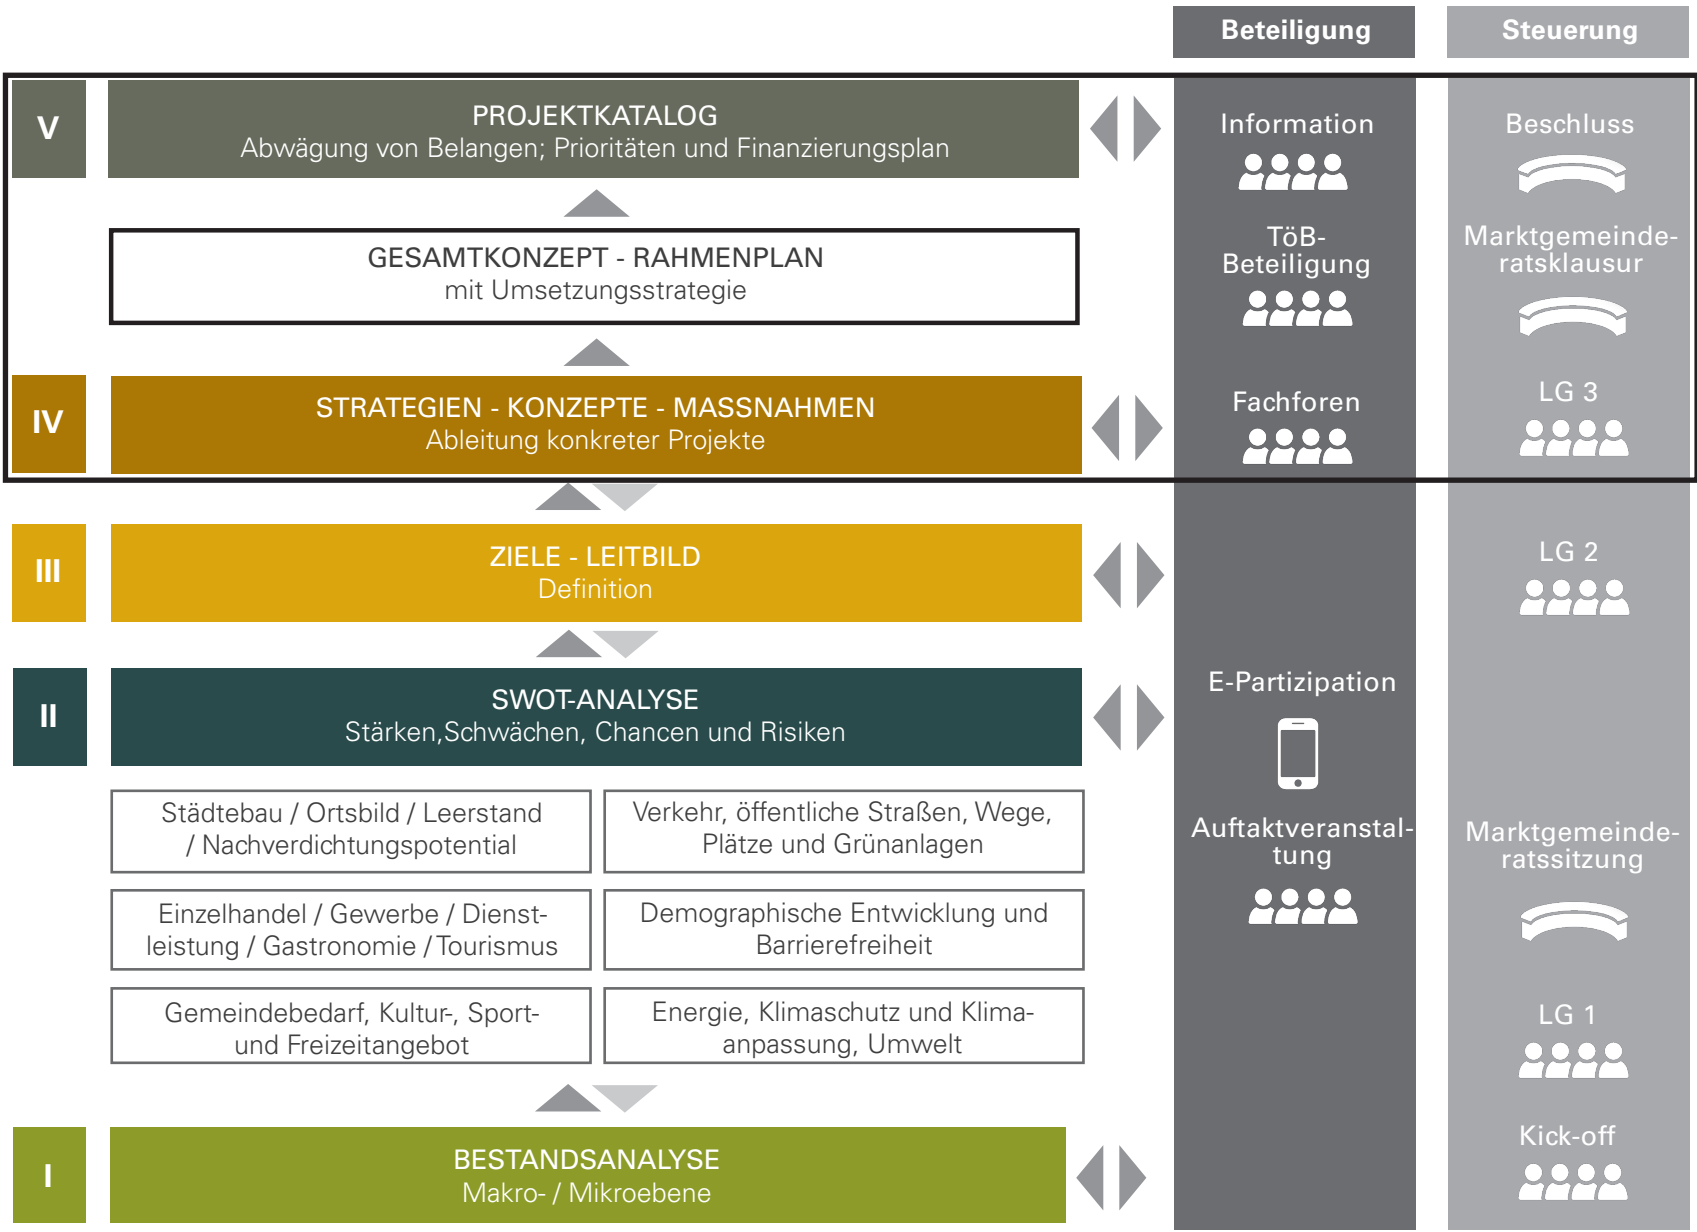 Beteiligung
Steuerung
V
PROJEKTKATALOG
Abwägung von Belangen; Prioritäten und Finanzierungsplan
Information
Beschluss
GESAMTKONZEPT - RAHMENPLAN
mit Umsetzungsstrategie
TöB-
Beteiligung
Marktgemeinde-
ratsklausur
IV
STRATEGIEN - KONZEPTE - MASSNAHMEN
Ableitung konkreter Projekte
Fachforen
LG 3
III
ZIELE - LEITBILD
Definition
LG 2
II
SWOT-ANALYSE
Stärken,Schwächen, Chancen und Risiken
E-Partizipation
Städtebau / Ortsbild / Leerstand
/ Nachverdichtungspotential
Verkehr, öffentliche Straßen, Wege,
Plätze und Grünanlagen
Auftaktveranstal-
tung
Marktgemeinde-
ratssitzung
Einzelhandel / Gewerbe / Dienst-
leistung / Gastronomie / Tourismus
Demographische Entwicklung und
Barrierefreiheit
Gemeindebedarf, Kultur-, Sport-
und Freizeitangebot
Energie, Klimaschutz und Klima-
anpassung, Umwelt
LG 1
I
BESTANDSANALYSE
Makro- / Mikroebene
Kick-off